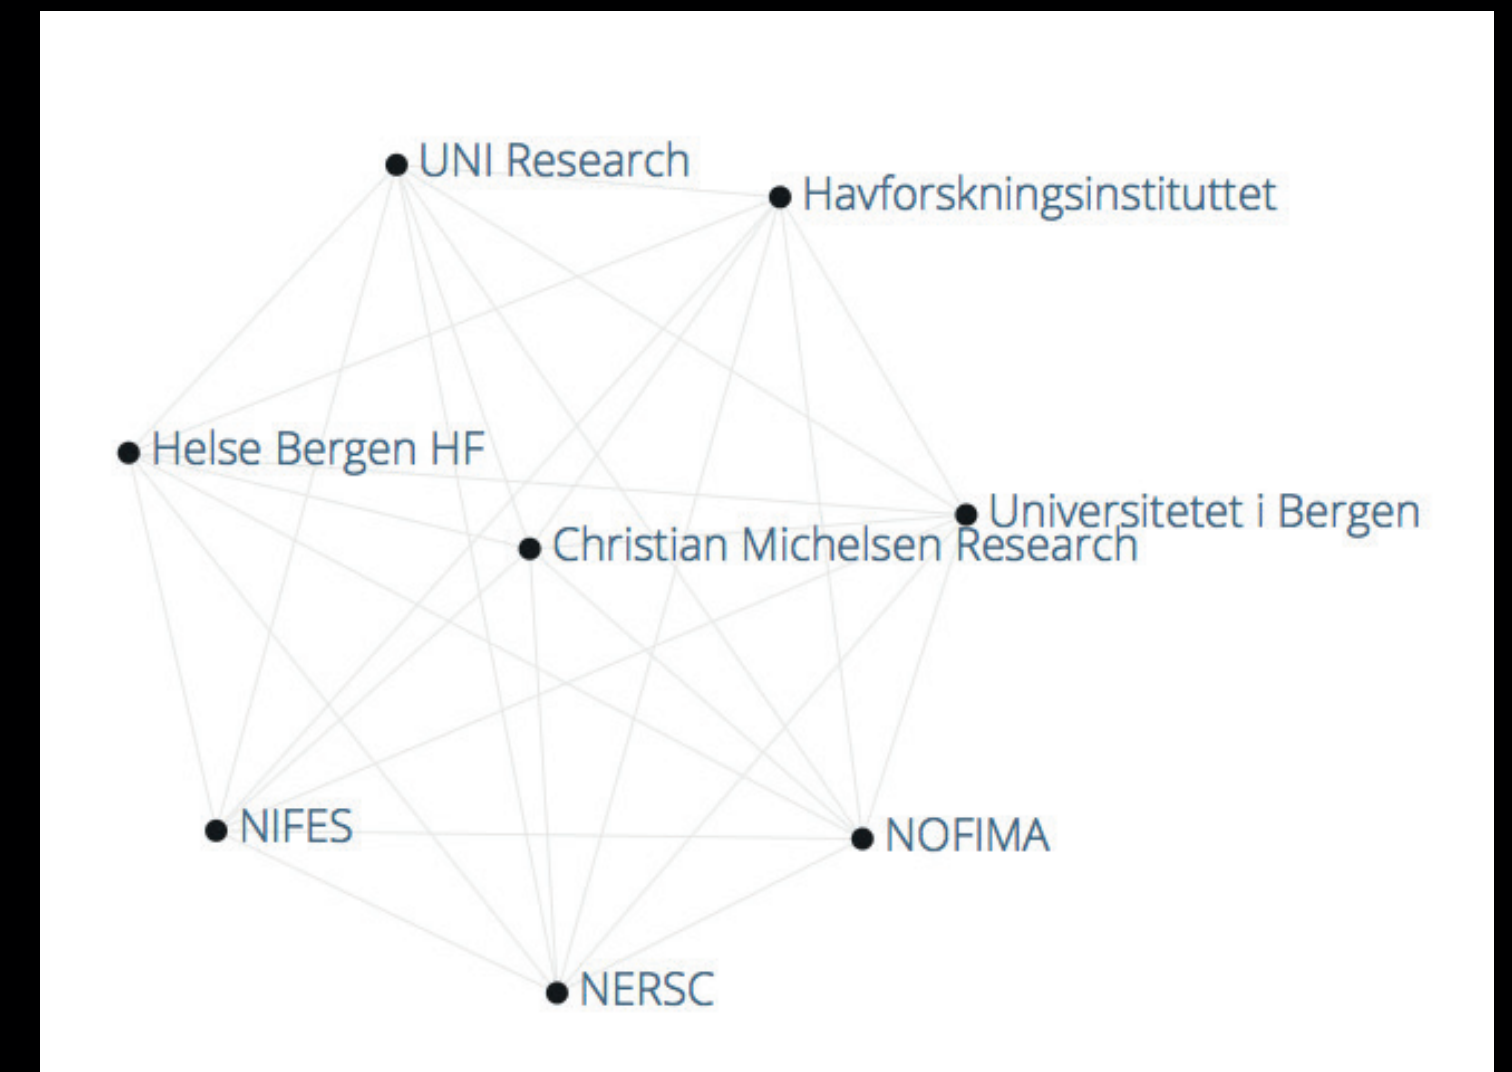 UNI Research
Havforskningsinstituttet
Helse Bergen HF
Universitetet i Bergen
Christian Michelsen Research
NIFES
NOFIMA
NERSC